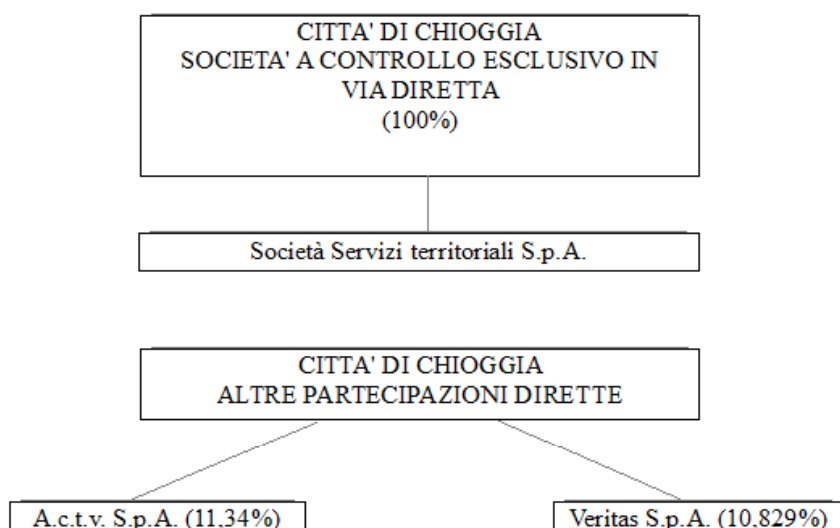 CITTA' DI CHIOGGIA
SOCIETA' A CONTROLLO ESCLUSIVO IN
VIA DIRETTA
(100%)
Società Servizi territoriali S.p.A.
CITTA' DI CHIOGGIA
ALTRE PARTECIPAZIONI DIRETTE
A.c.t.v. S.p.A. (11,34%)
Veritas S.p.A. (10,829%)